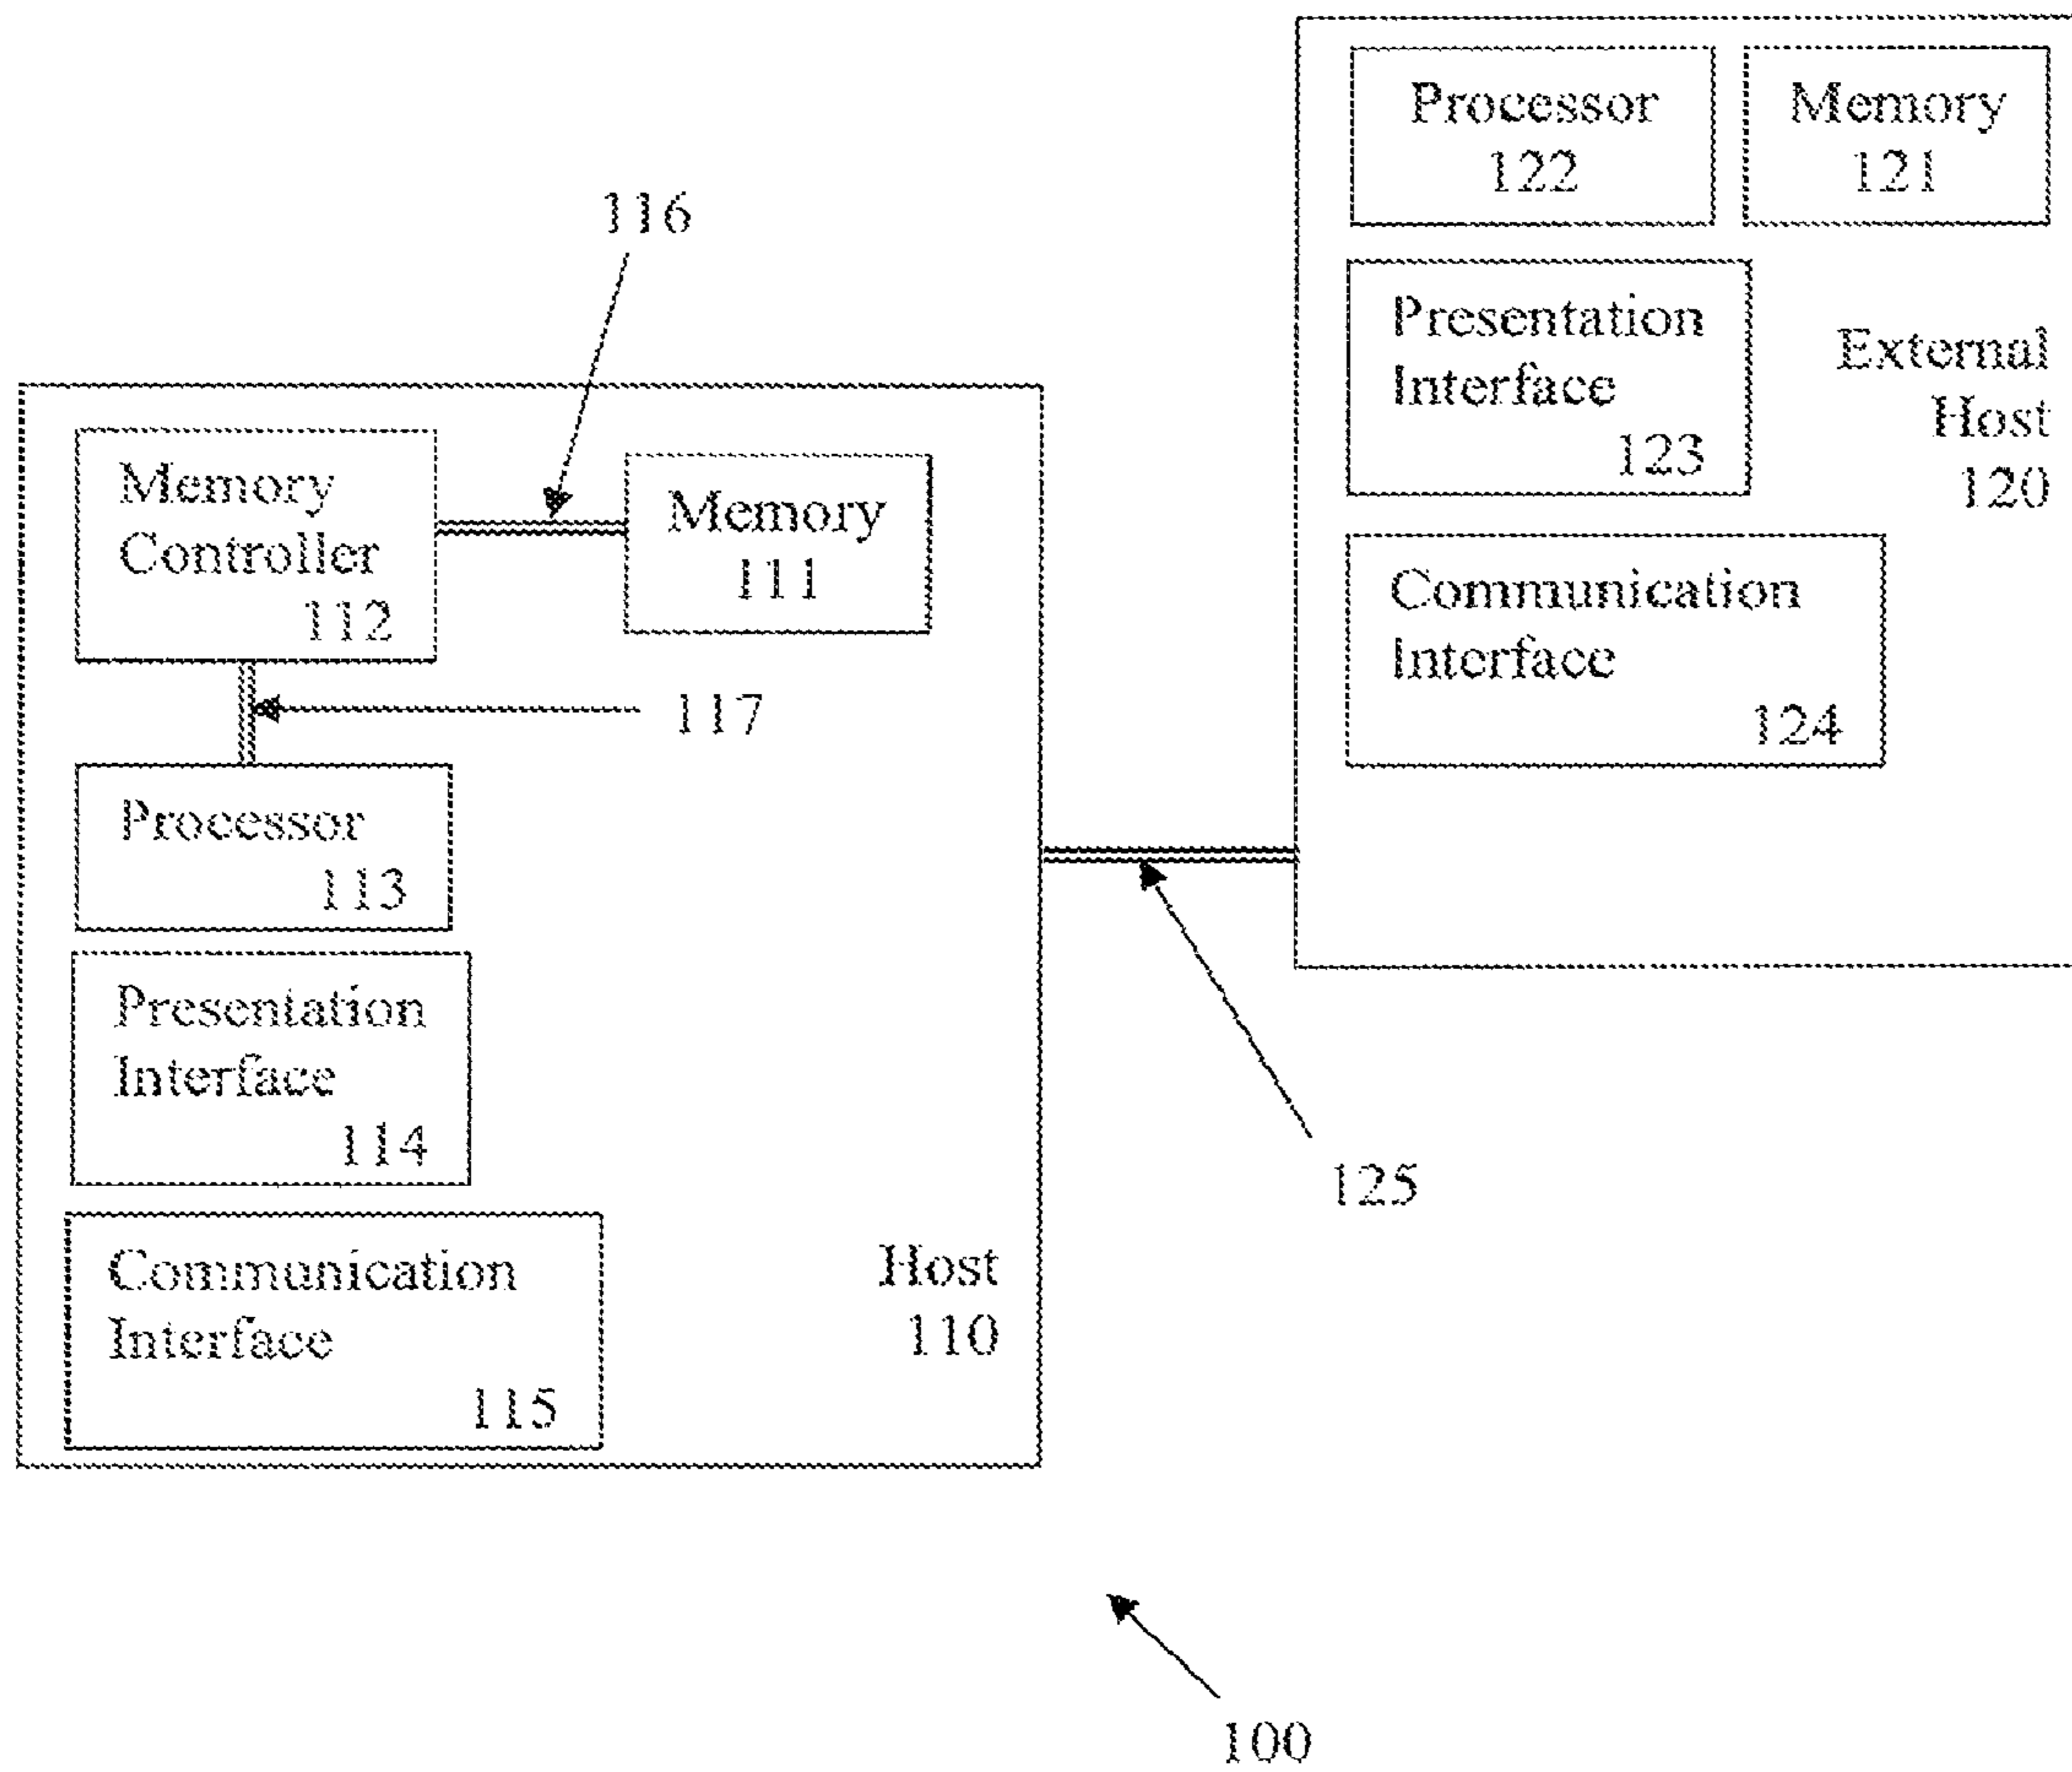 Processor
122
Memory
121
116
Presentation
Interface
123
External
Host
120
Memory
Controller
112
Memory
111
Communication
Interface
124
117
Processor
113
Presentation
Interface
114
125
Communication
Interface
115
Host
110
100